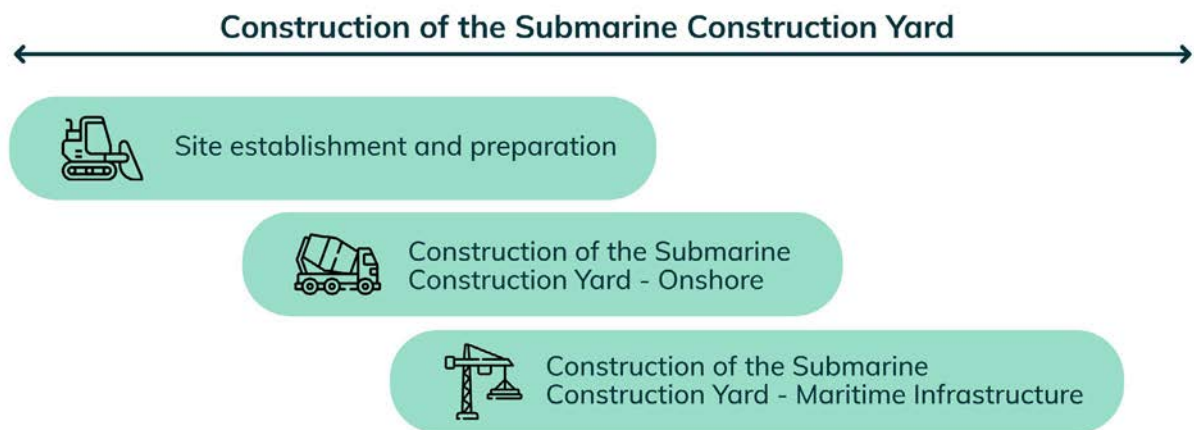 Construction of the Submarine Construction Yard
Site establishment and preparation
Construction of the Submarine
Construction Yard - Onshore
Construction of the Submarine
Construction Yard - Maritime Infrastructure